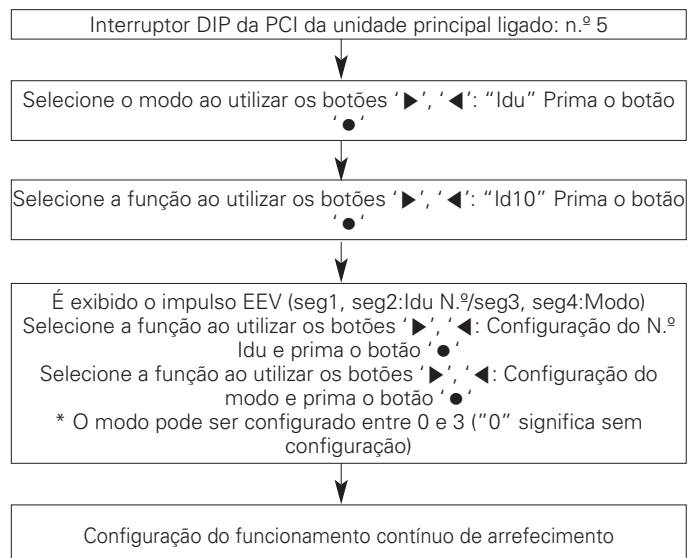 Interruptor DIP da PCI da unidade principal ligado: n.º 5
Selecione o modo ao utilizar os botões ‘▶’, ‘◀’: “Idu” Prima o botão
‘●‘
Selecione a função ao utilizar os botões ‘▶’, ‘◀’: “Id10” Prima o botão
‘●‘
É exibido o impulso EEV (seg1, seg2:Idu N.º/seg3, seg4:Modo)
Selecione a função ao utilizar os botões ‘▶’, ‘◀: Configuração do N.º
Idu e prima o botão ‘●‘
Selecione a função ao utilizar os botões ‘▶’, ‘◀: Configuração do
modo e prima o botão ‘●‘
* O modo pode ser configurado entre 0 e 3 (”0” significa sem
configuração)
Configuração do funcionamento contínuo de arrefecimento